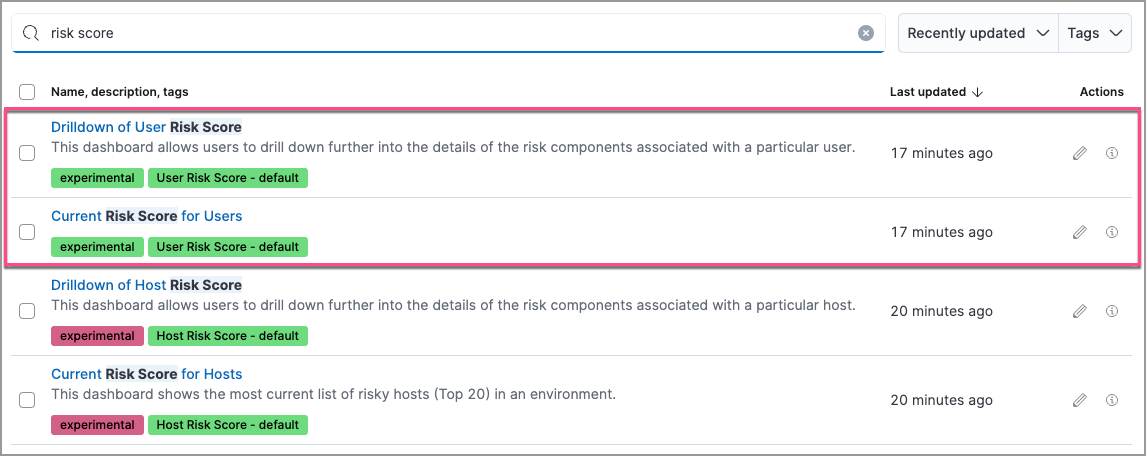 risk score
Recently updated
Tags
Name, description, tags
Last updated
Actions
Drilldown of User Risk Score
This dashboard allows users to drill down further into the details of the risk components associated with a particular user.
17 minutes ago
experimental
User Risk Score - default
Current Risk Score for Users
17 minutes ago
experimental
User Risk Score - default
Drilldown of Host Risk Score
This dashboard allows users to drill down further into the details of the risk components associated with a particular host.
20 minutes ago
experimental
Host Risk Score - default
Current Risk Score for Hosts
This dashboard shows the most current list of risky hosts (Top 20) in an environment.
20 minutes ago
experimental
Host Risk Score - default